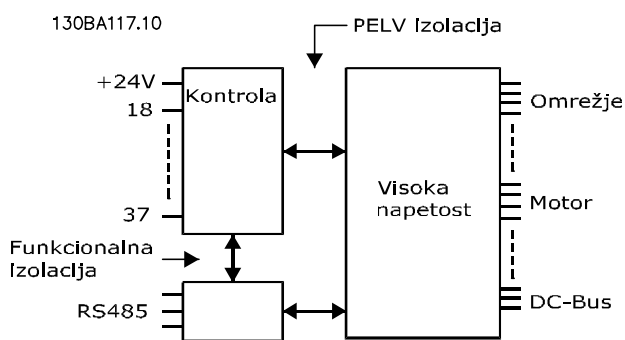 130BA117.10
PELV izolacija
+24V
18
Kontrola
37
Visoka
napetost
Omrežje
Motor
DC-Bus
Funkcionalna
izolacija
RS485